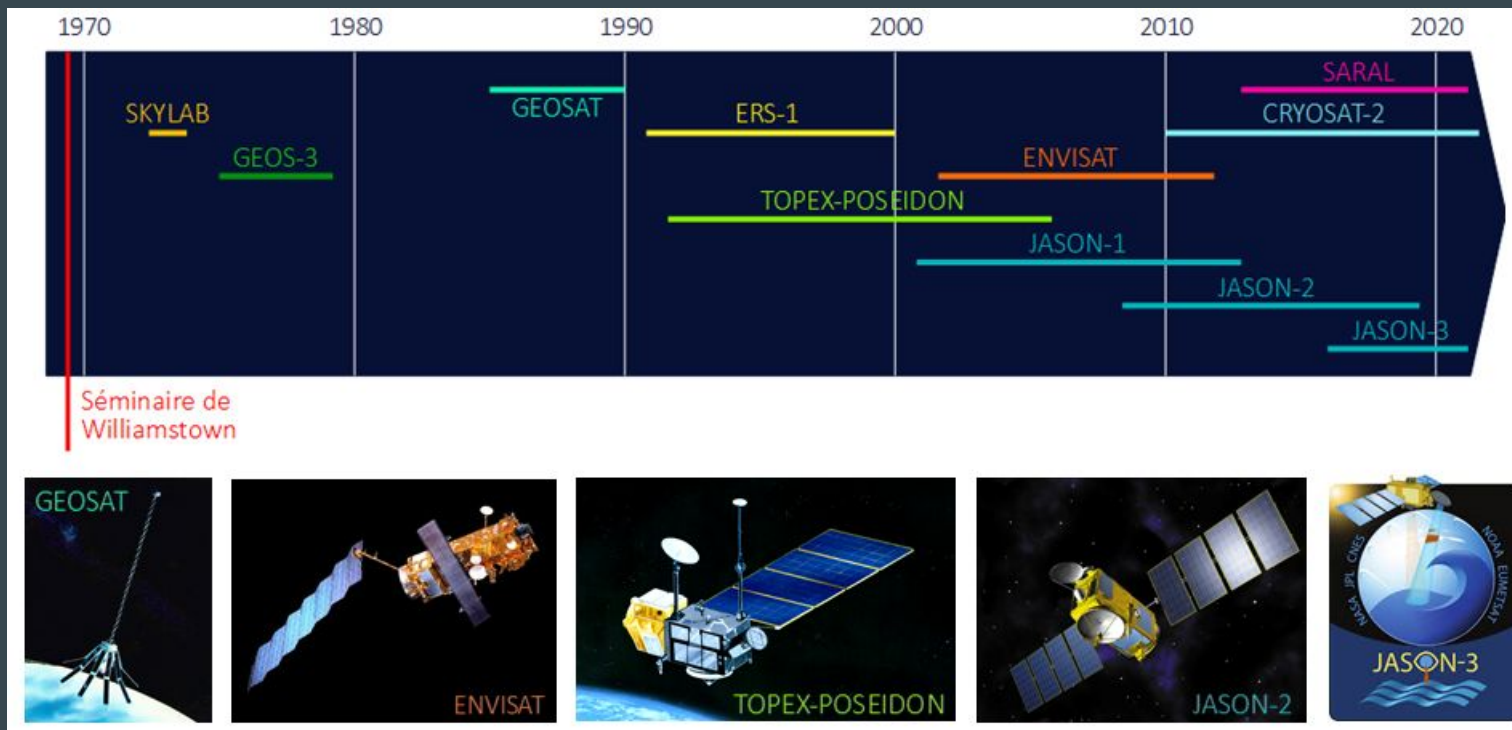 1970 1980 1990 2000 2010 2020
SARAL
SKYLAB
GEOSAT
ERS-1
CRYOSAT-2
GEOS-3
ENVISAT
TOPEX-POSEIDON
JASON-1
JASON-2
JASON-3
Séminaire de
Williamstown
GEOSAT
ENVISAT
TOPEX-POSEIDON
JASON-2
NASA JPL CNES
NOAA EUMETSAT
JASON-3